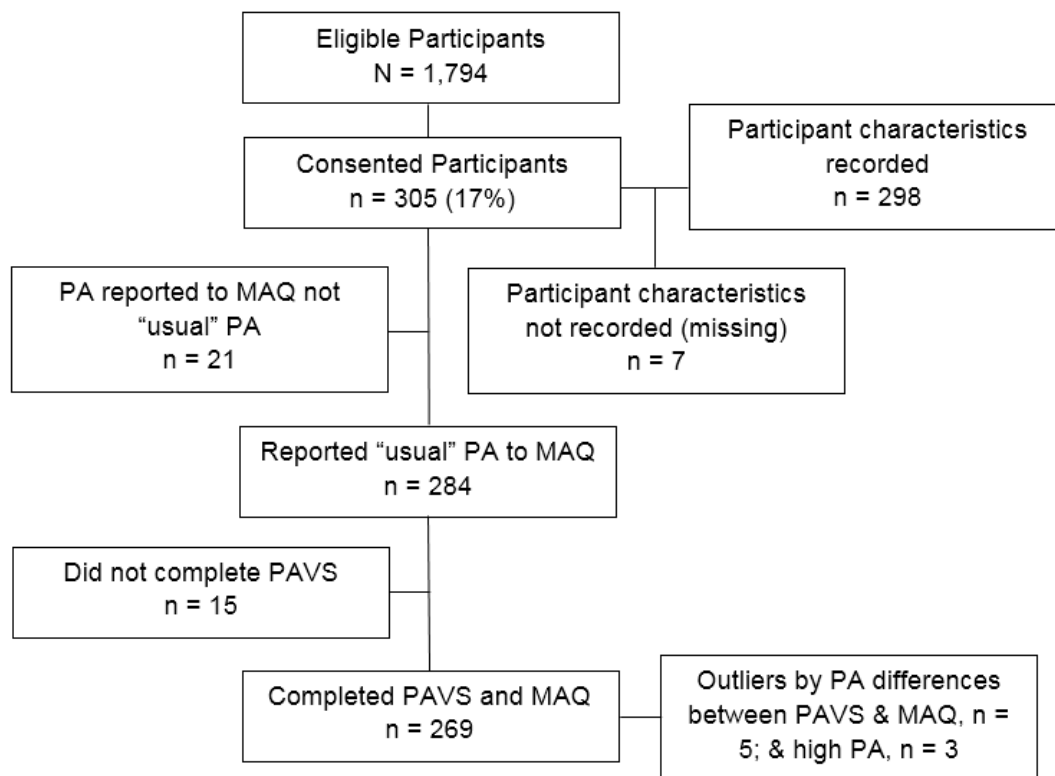 Eligible Participants
N = 1,794
Consented Participants
n = 305 (17%)
Participant characteristics
recorded
n = 298
PA reported to MAQ not
“usual” PA
n = 21
Participant characteristics
not recorded (missing)
n = 7
Reported “usual” PA to MAQ
n = 284
Did not complete PAVS
n = 15
Completed PAVS and MAQ
n = 269
Outliers by PA differences
between PAVS & MAQ, n =
5; & high PA, n = 3